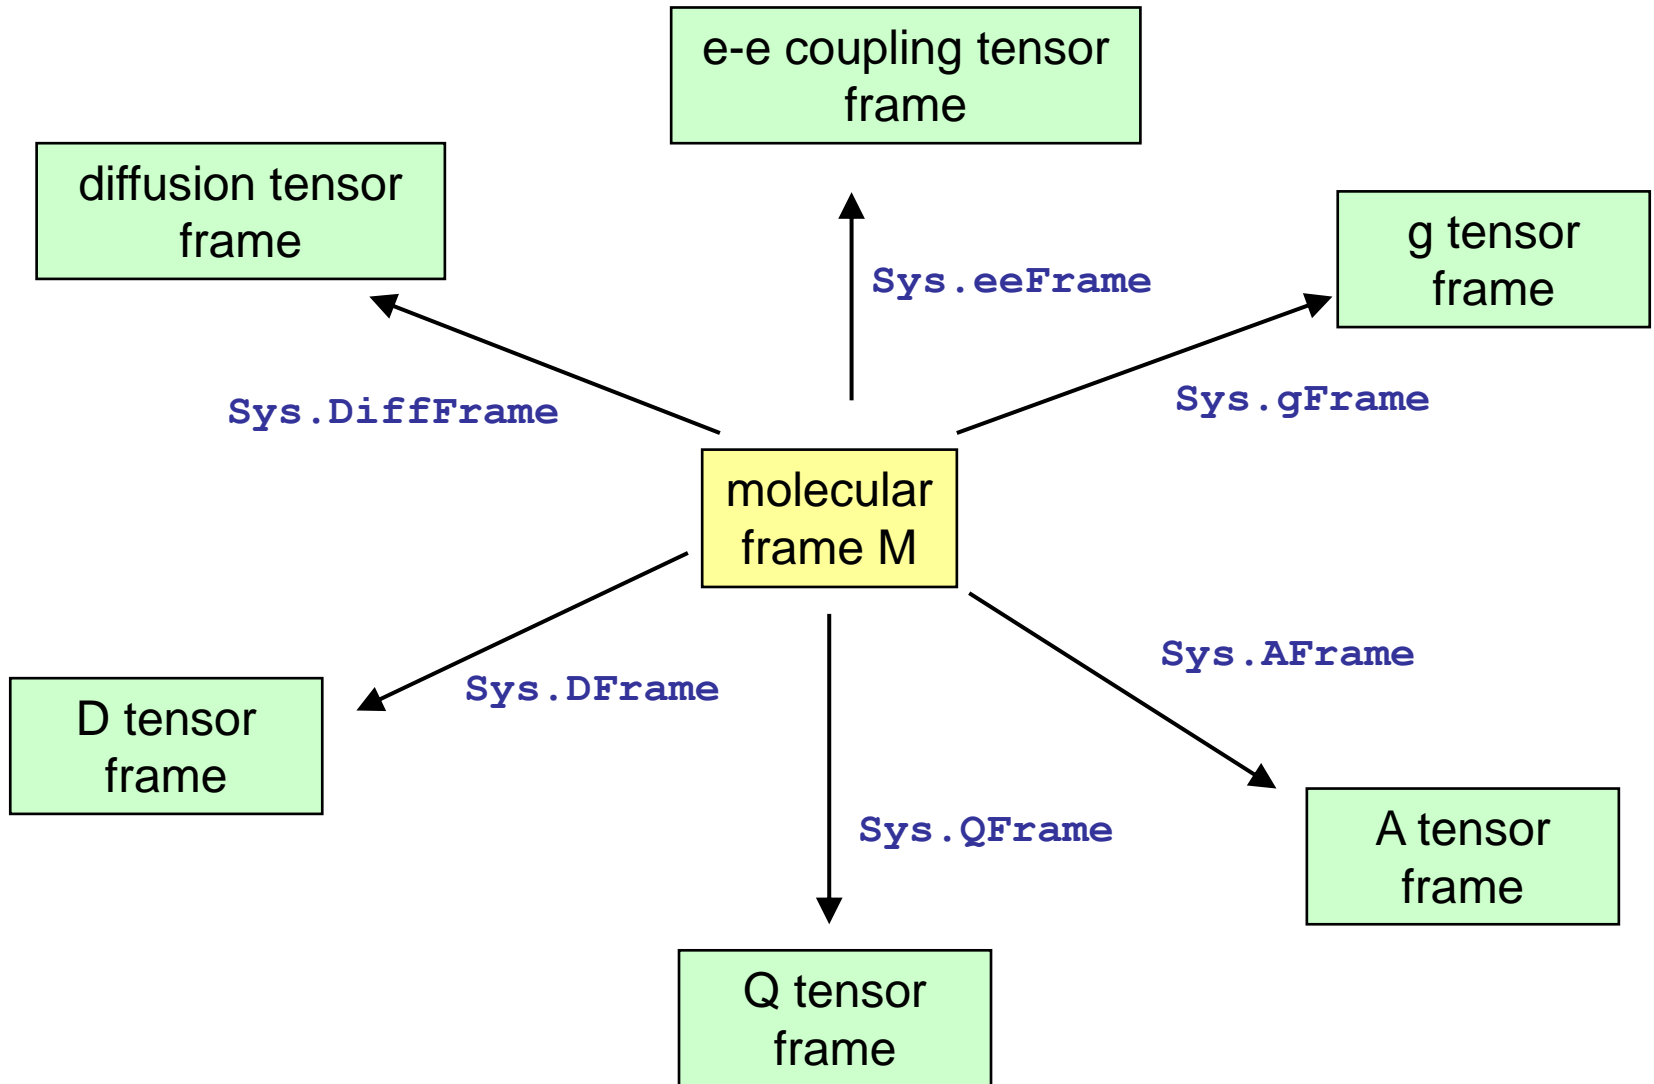 e-e coupling tensor
frame
diffusion tensor
frame
g tensor
frame
Sys.eeFrame
Sys.DiffFrame
Sys.gFrame
molecular
frame M
Sys.AFrame
Sys.DFrame
D tensor
frame
Sys.QFrame
A tensor
frame
Q tensor
frame